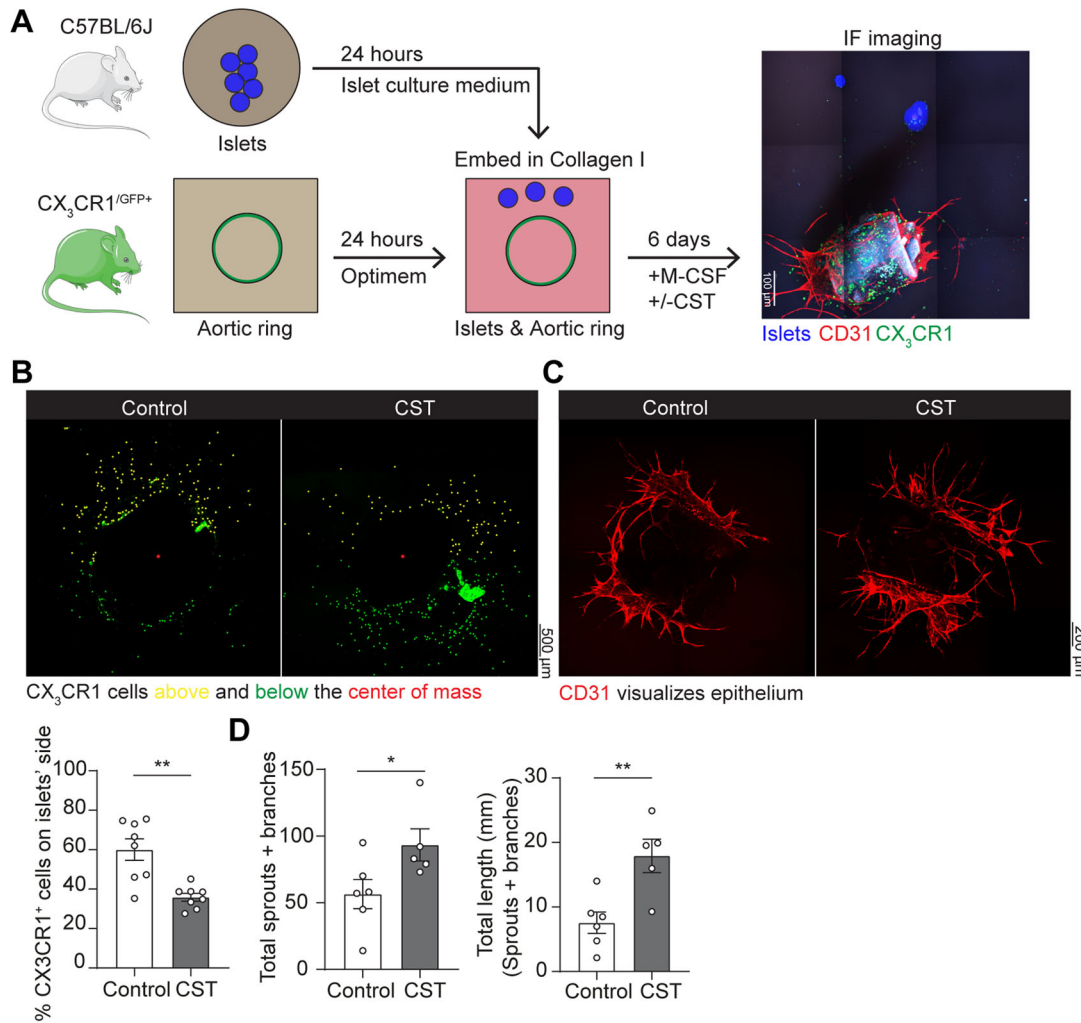 A
C57BL/6J
Islets
24 hours
Islet culture medium
CX3CR1/GFP+
Aortic ring
24 hours
Optimem
Embed in Collagen I
Islets & Aortic ring
6 days
+M-CSF
+/-CST
IF imaging
100 μm
Islets CD31 CX3CR1
B
Control
CST
500 μm
CX3CR1 cells above and below the center of mass
C
Control
CST
200 μm
CD31 visualizes epithelium
% CX3CR1+ cells on islets' side
100
80
60
40
20
0
**
Control CST
D
Total sprouts + branches
150
100
50
0
*
Control CST
Total length (mm)
(Sprouts + branches)
30
20
10
0
**
Control CST